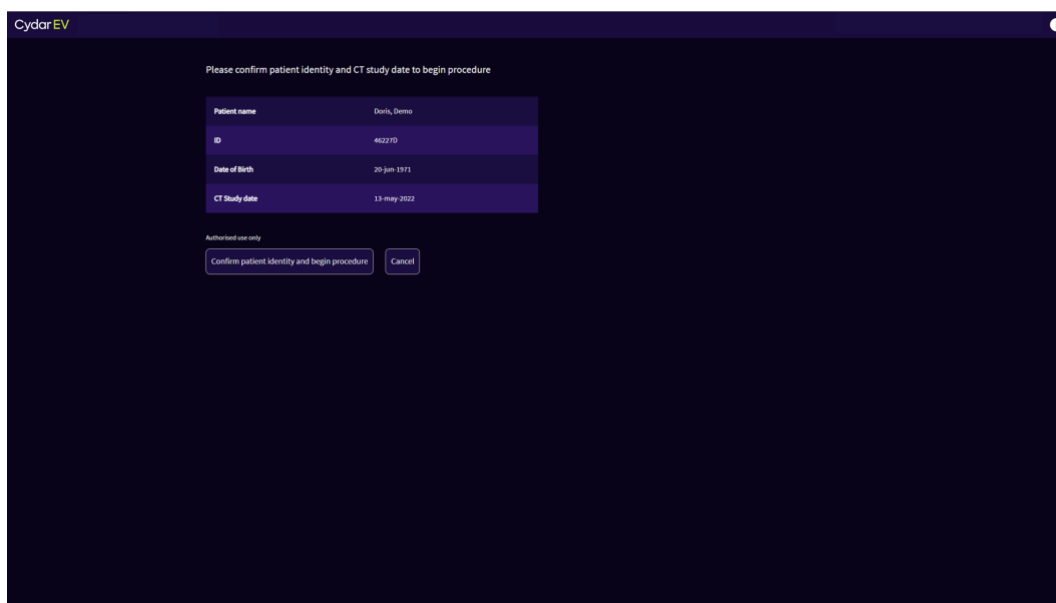 Cydar EV
Please confirm patient identity and CT study date to begin procedure
Patient name Doris, Demo
ID 46227D
Date of Birth 20-jun-1971
CT Study date 13-may-2022
Authorised use only
Confirm patient identity and begin procedure Cancel